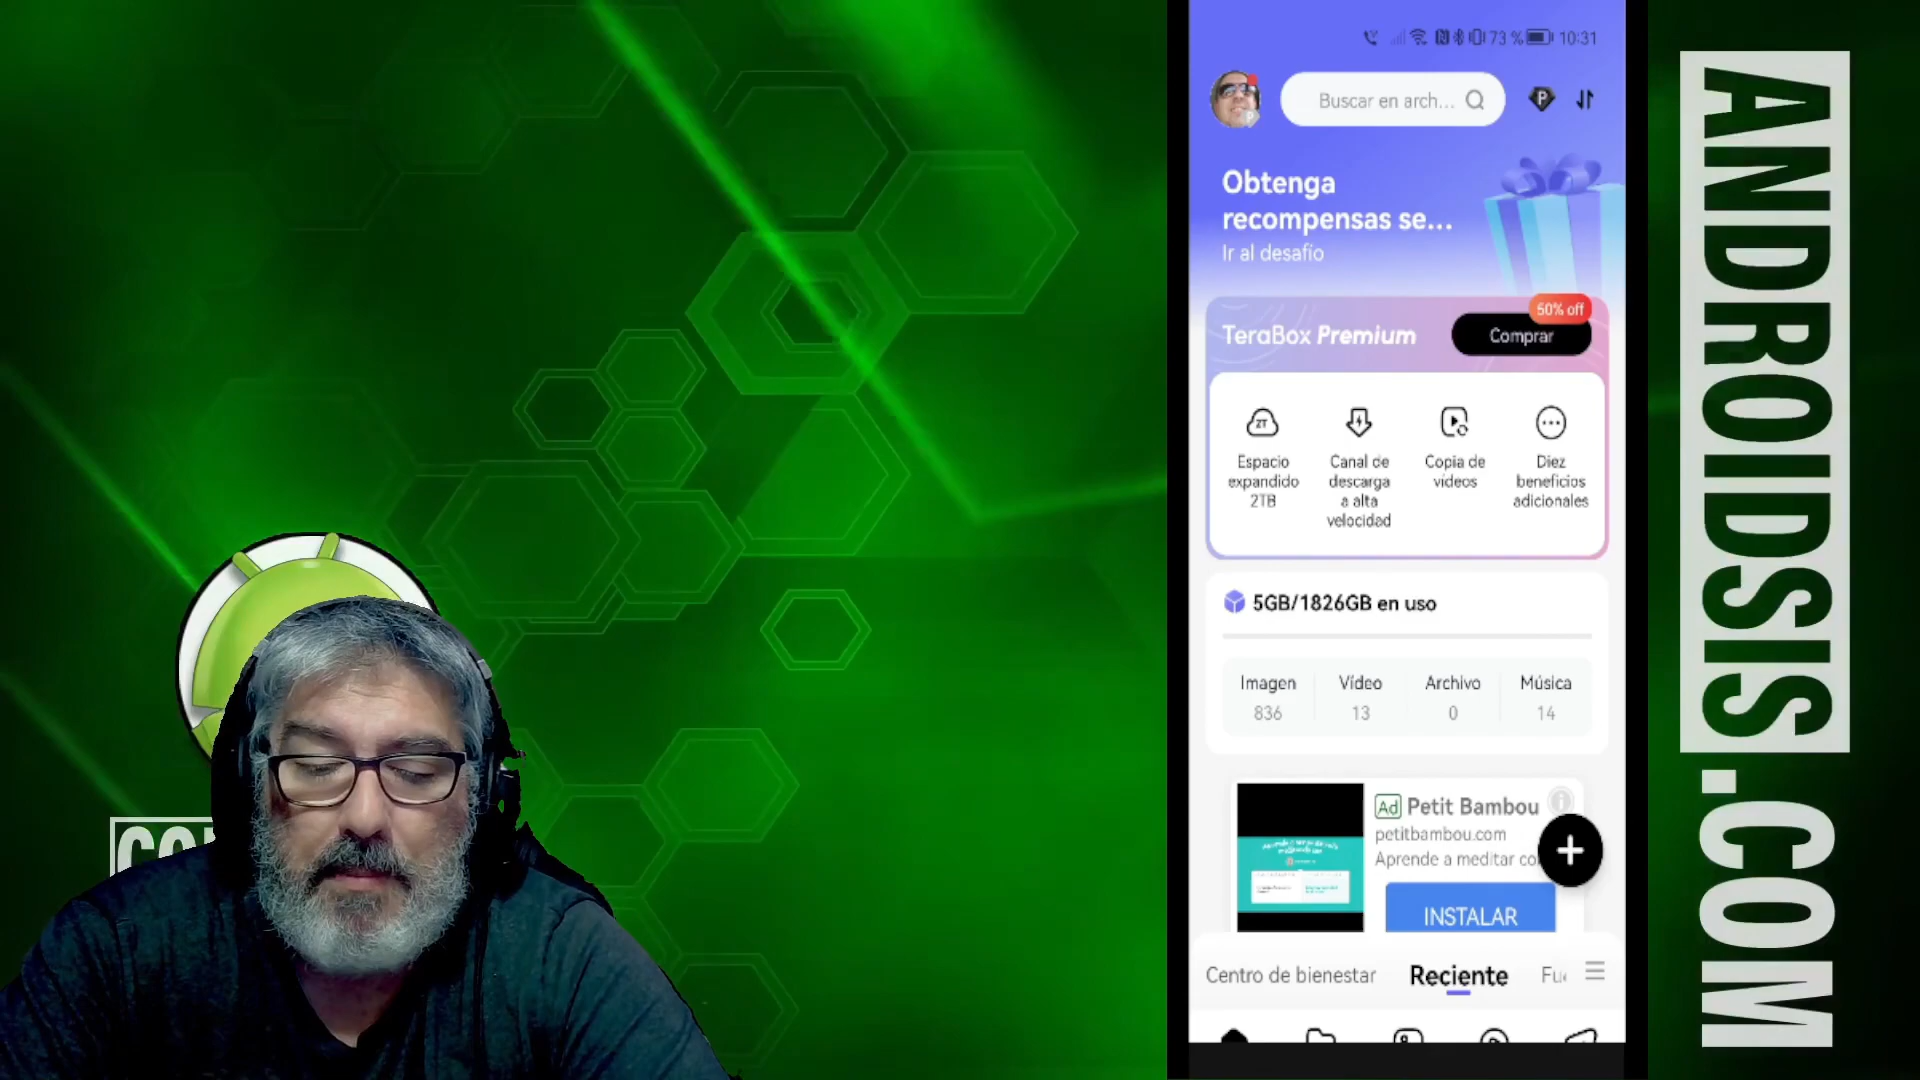 73 % 10:31
Buscar en arch...
P
Obtenga
recompensas se...
Ir al desafío
50% off
TeraBox Premium
Comprar
Espacio
expandido
2TB
Canal de
descarga
a alta
velocidad
Copia de
vídeos
Diez
beneficios
adicionales
5GB/1826GB en uso
Imagen
836
Vídeo
13
Archivo
0
Música
14
Ad Petit Bambou
petitbambou.com
Aprende a meditar co
INSTALAR
Centro de bienestar
Reciente
ANDROIDSIS.COM